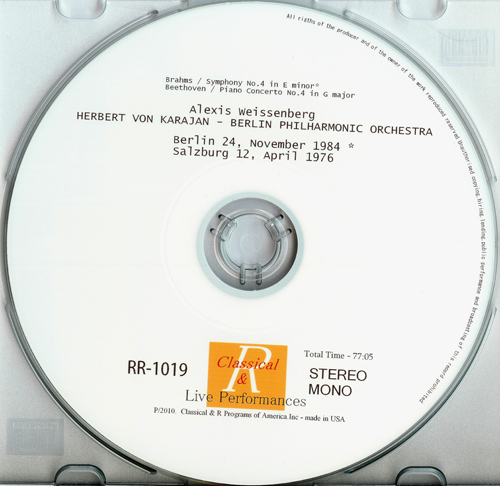 All rigths of the producer and of the owner of the work reproduced reserved Unauthorised copying.hiring.lending.public performance and broadcasting of this record prohibited
Brahms / Symphony No.4 in E minor*
Beethoven / Piano Concerto No.4 in G major
Alexis Weissenberg
HERBERT VON KARAJAN - BERLIN PHILHARMONIC ORCHESTRA
Berlin 24, November 1984 *
Salzburg 12, April 1976
RR-1019
Classical
R
&
Live Performances
Total Time - 77:05
STEREO
MONO
P/2010. Classical & R Programs of America.Inc - made in USA